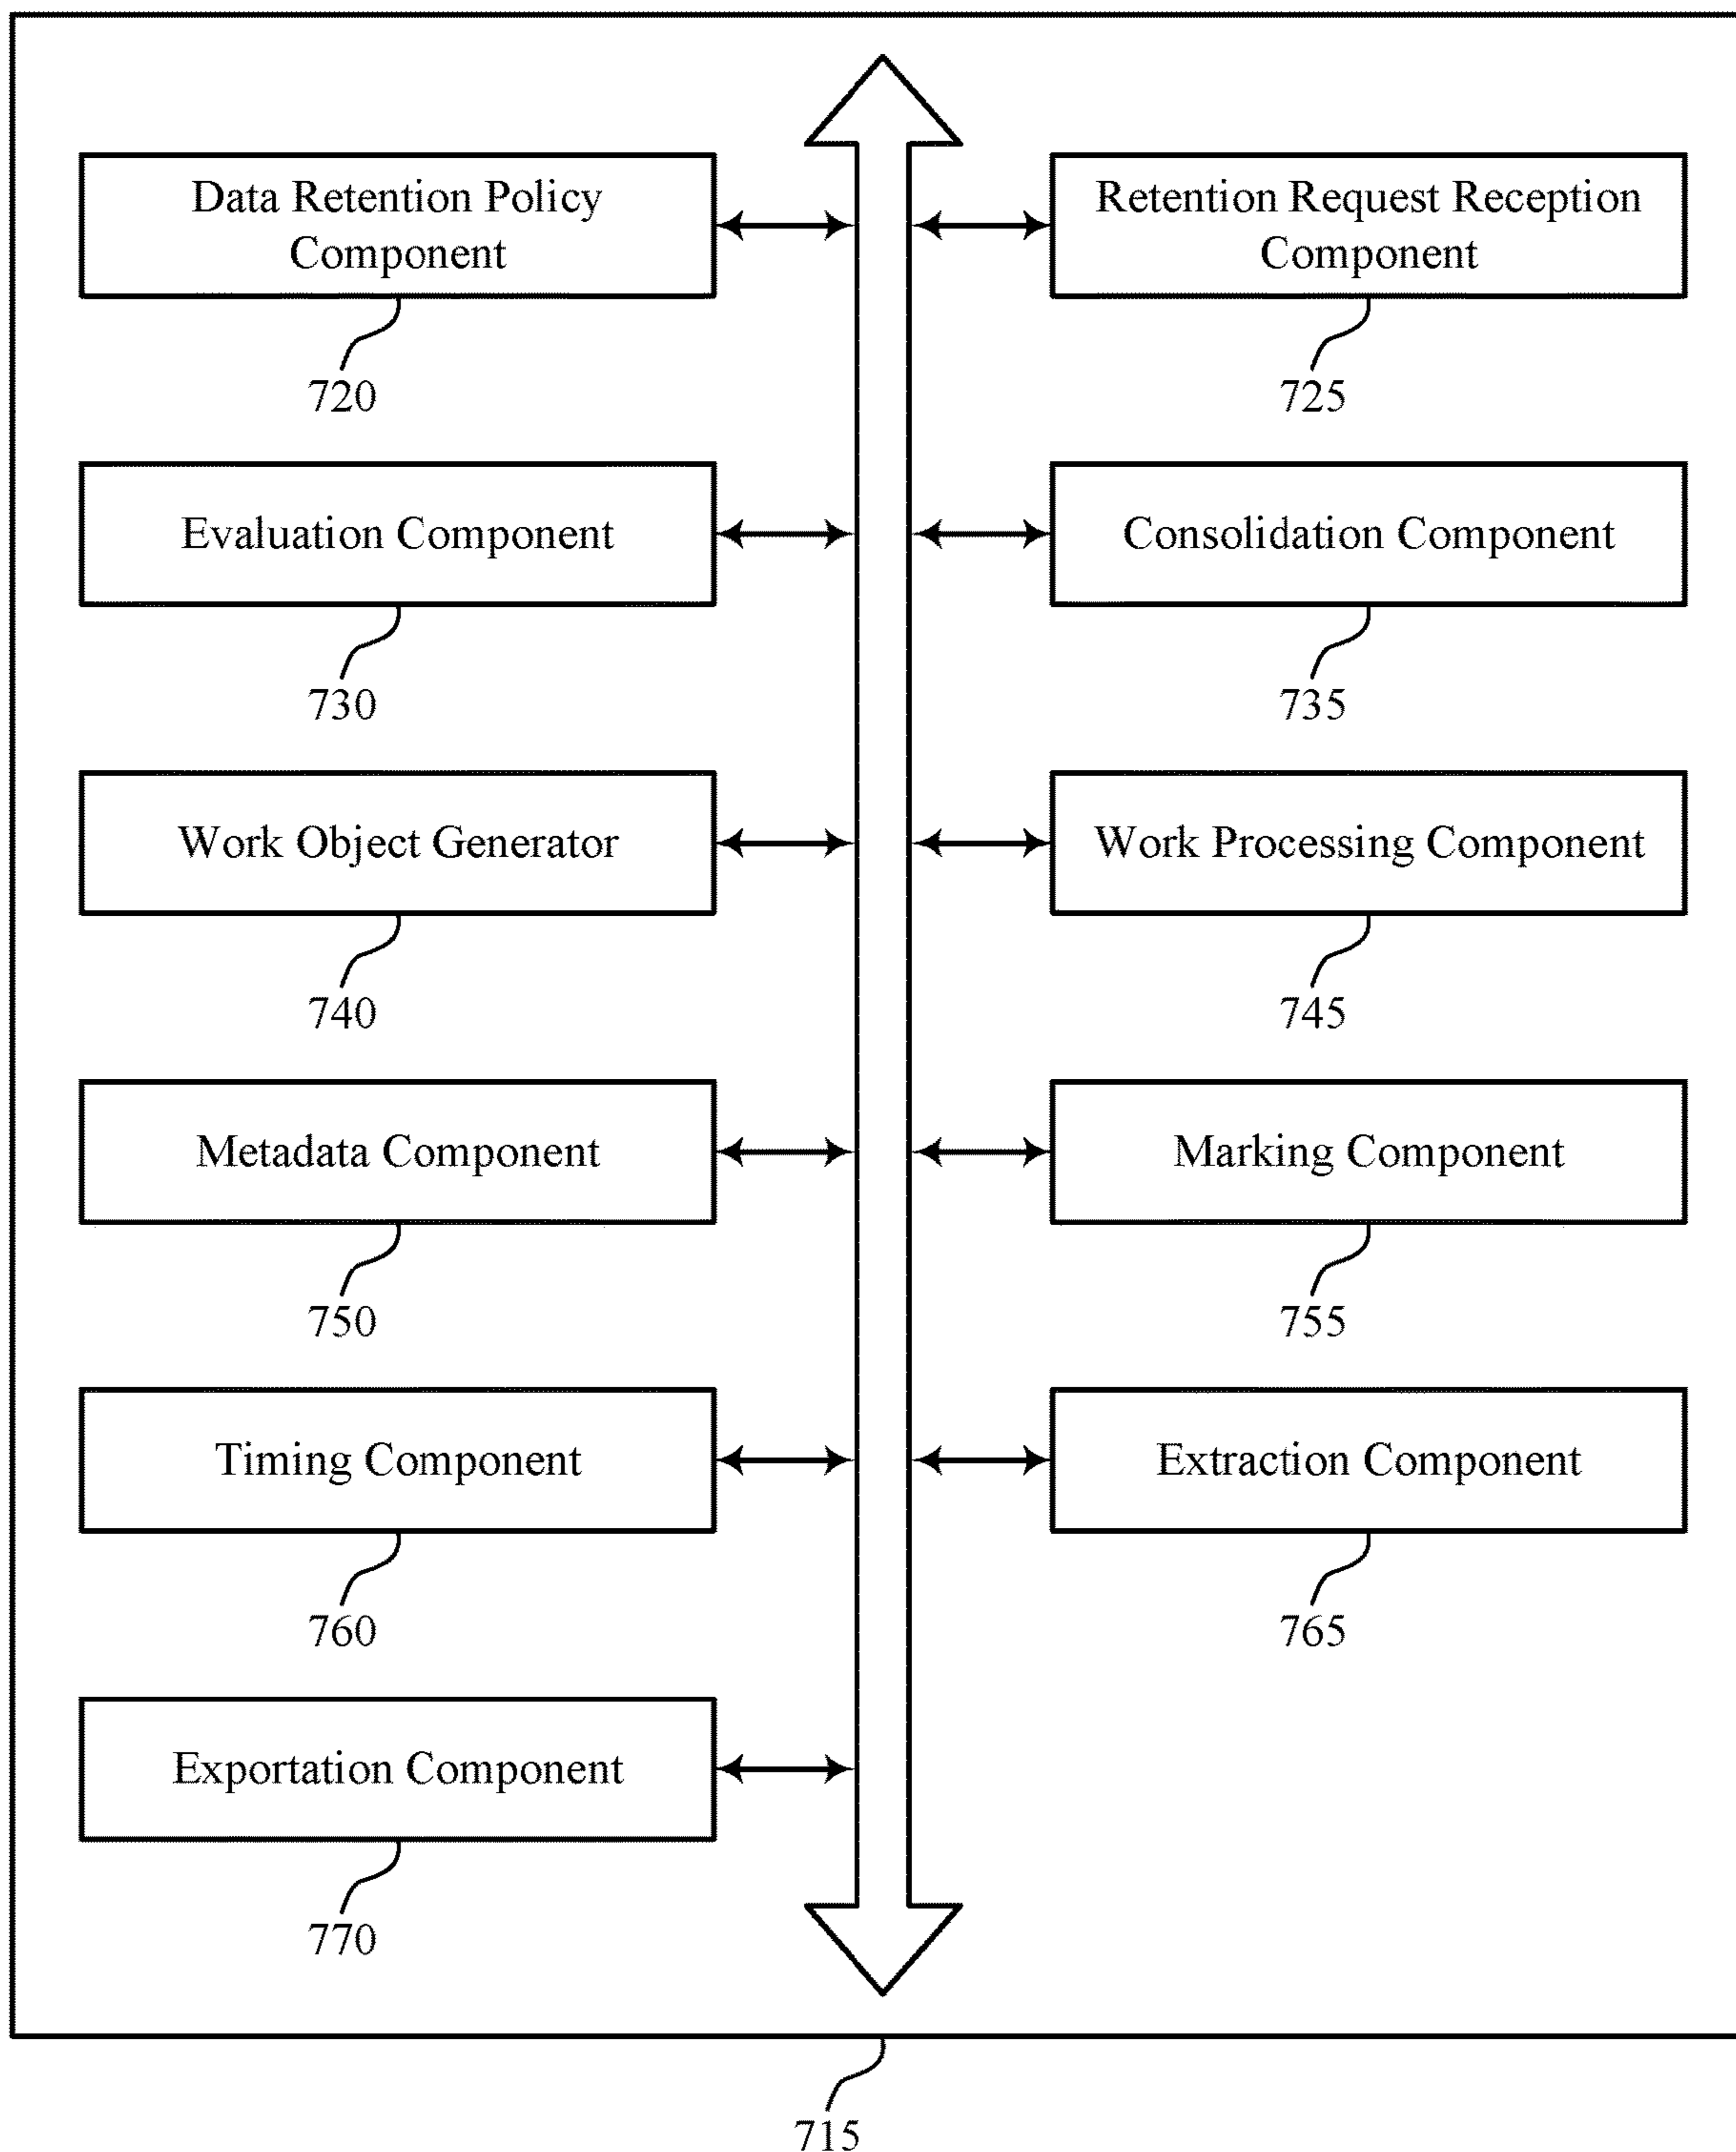 Data Retention Policy
Component
720
Retention Request Reception
Component
725
Evaluation Component
730
Consolidation Component
735
Work Object Generator
740
Work Processing Component
745
Metadata Component
750
Marking Component
755
Timing Component
760
Extraction Component
765
Exportation Component
770
715